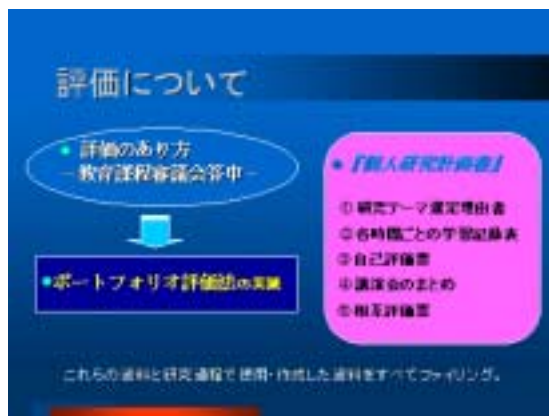 評価について
● 評価のあり方
－教育課程審議会答申－
●ポートフォリオ評価法の実践
● 『個人研究計画書』
① 研究テーマ選定理由書
② 各時間ごとの学習記録表
③ 自己評価票
④ 講演会のまとめ
⑤ 相互評価票
これらの資料と研究過程で使用・作成した資料をすべてファイリング。